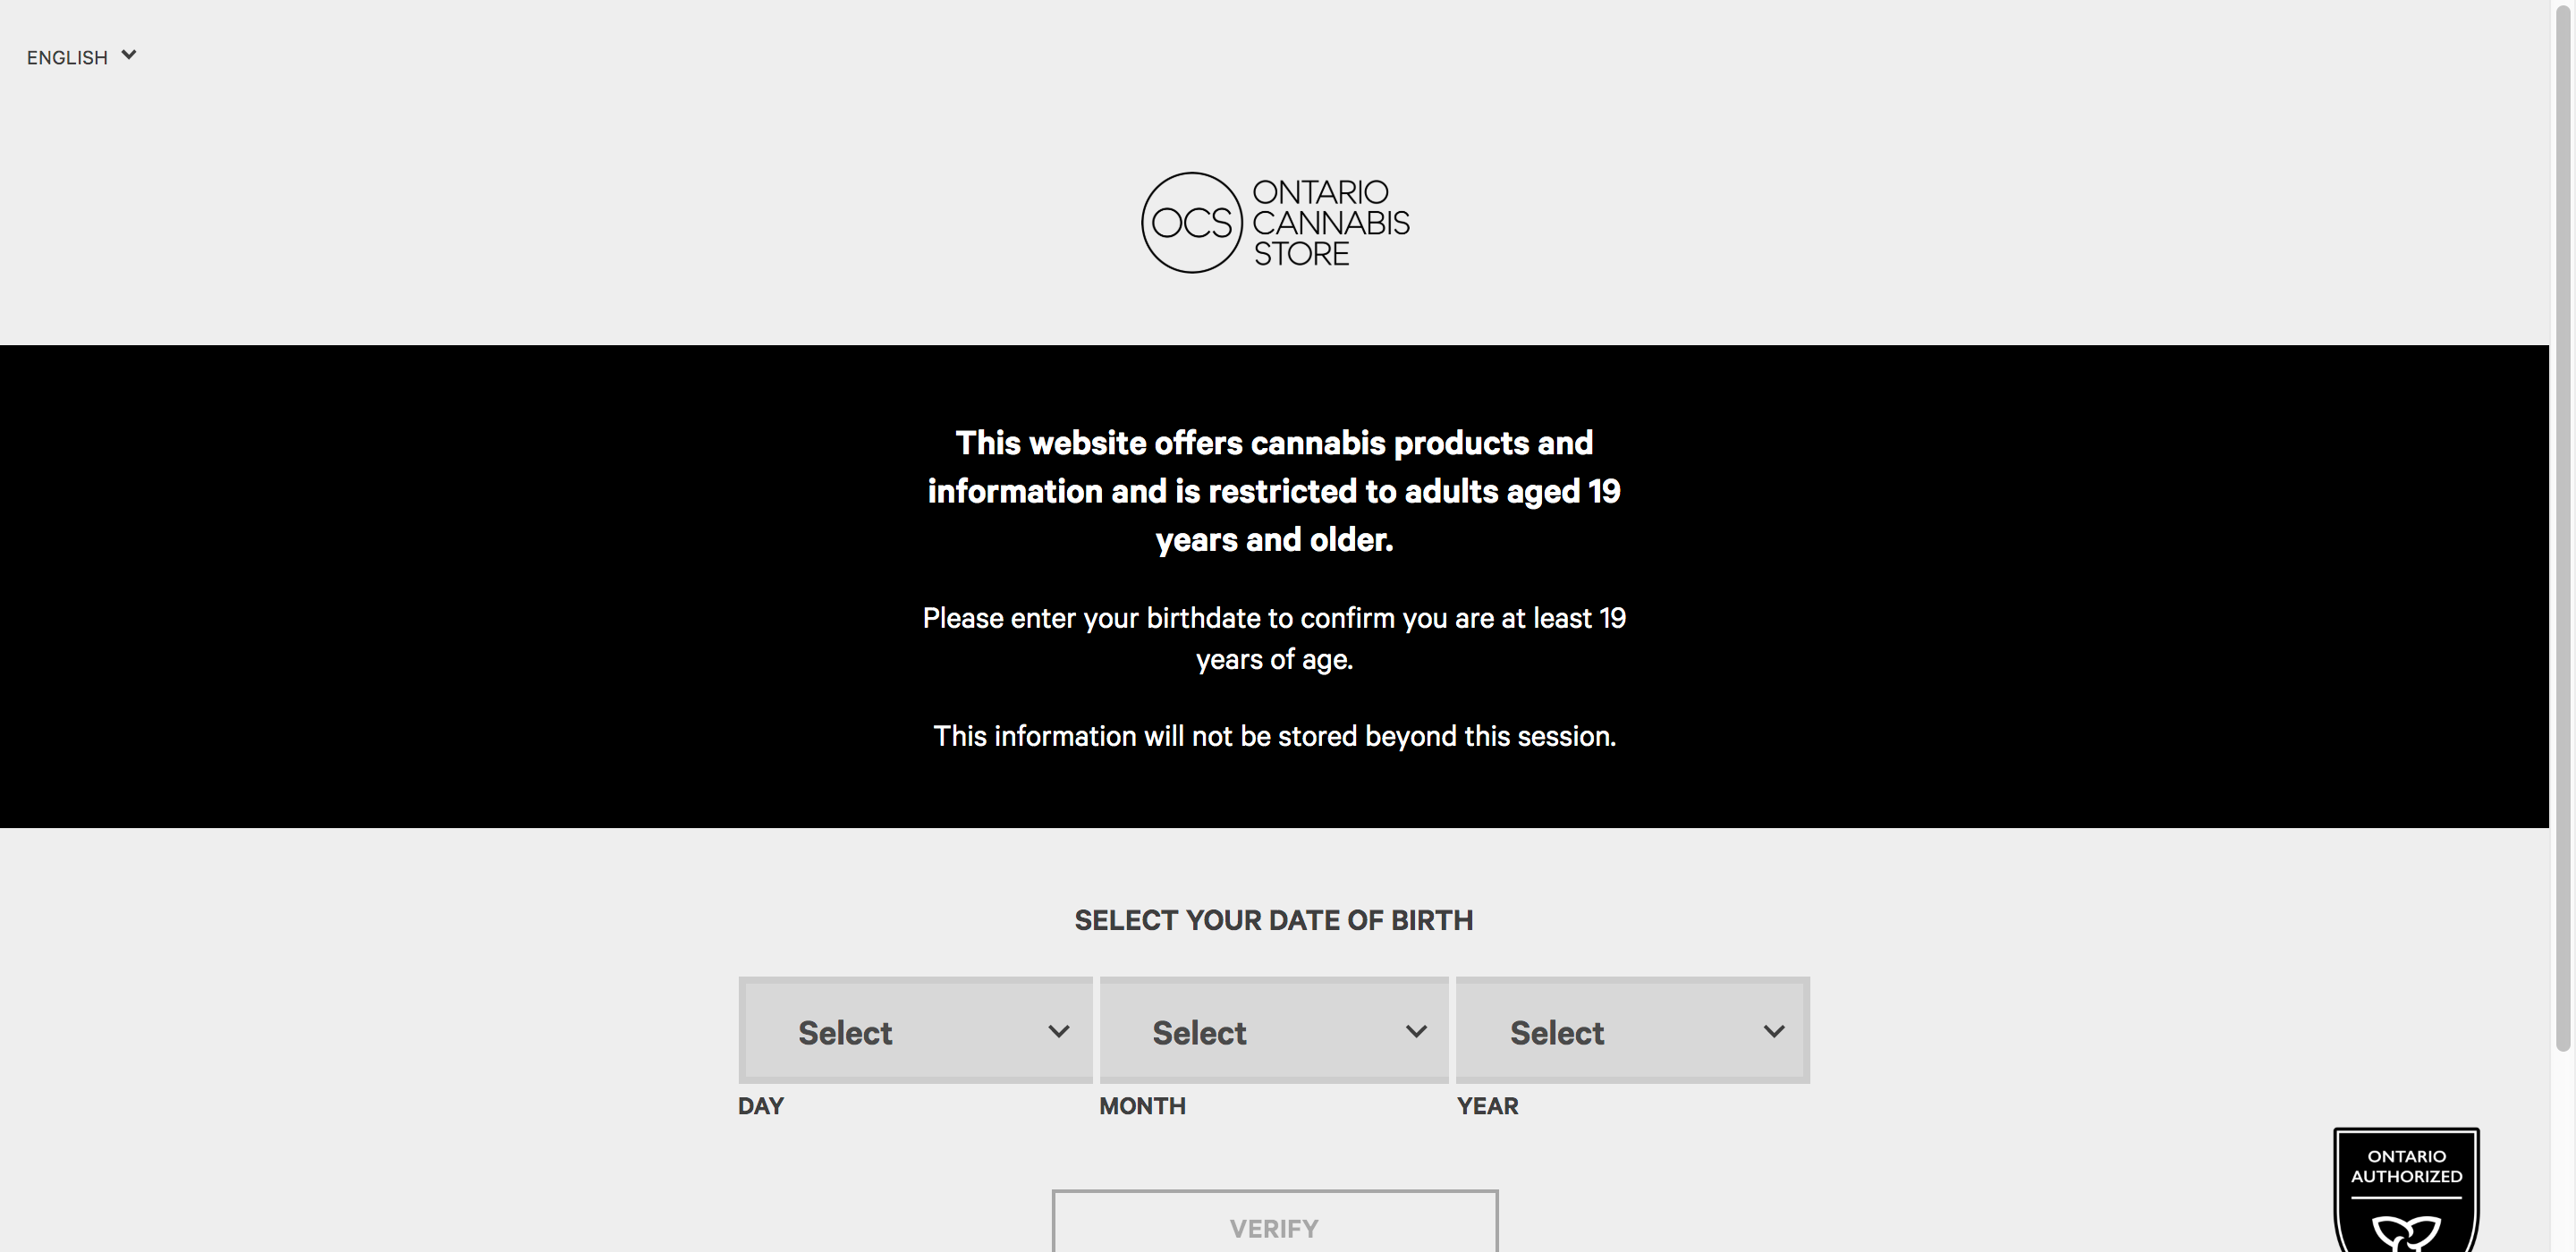 ENGLISH
OCS
ONTARIO
CANNABIS
STORE
This website offers cannabis products and
information and is restricted to adults aged 19
years and older.
Please enter your birthdate to confirm you are at least 19
years of age.
This information will not be stored beyond this session.
SELECT YOUR DATE OF BIRTH
Select Select Select
DAY MONTH YEAR
VERIFY
ONTARIO
AUTHORIZED